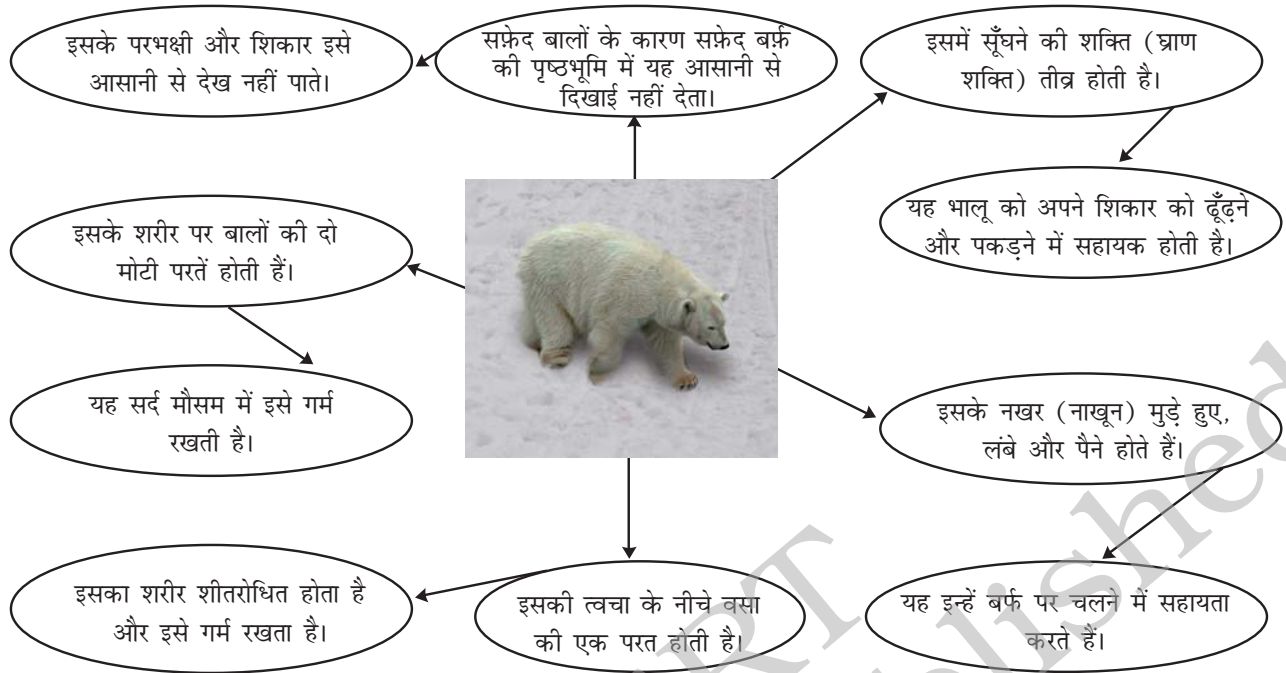 इसके परभक्षी और शिकार इसे
आसानी से देख नहीं पाते।
सफ़ेद बालों के कारण सफ़ेद बर्फ़
की पृष्ठभूमि में यह आसानी से
दिखाई नहीं देता।
इसमें सूँघने की शक्ति (घ्राण
शक्ति) तीव्र होती है।
यह भालू को अपने शिकार को ढूँढ़ने
और पकड़ने में सहायक होती है।
इसके शरीर पर बालों की दो
मोटी परतें होती हैं।
यह सर्द मौसम में इसे गर्म
रखती है।
इसके नखर (नाखून) मुड़े हुए,
लंबे और पैने होते हैं।
इसका शरीर शीतरोधित होता है
और इसे गर्म रखता है।
इसकी त्वचा के नीचे वसा
की एक परत होती है।
यह इन्हें बर्फ पर चलने में सहायता
करते हैं।
RT
lished